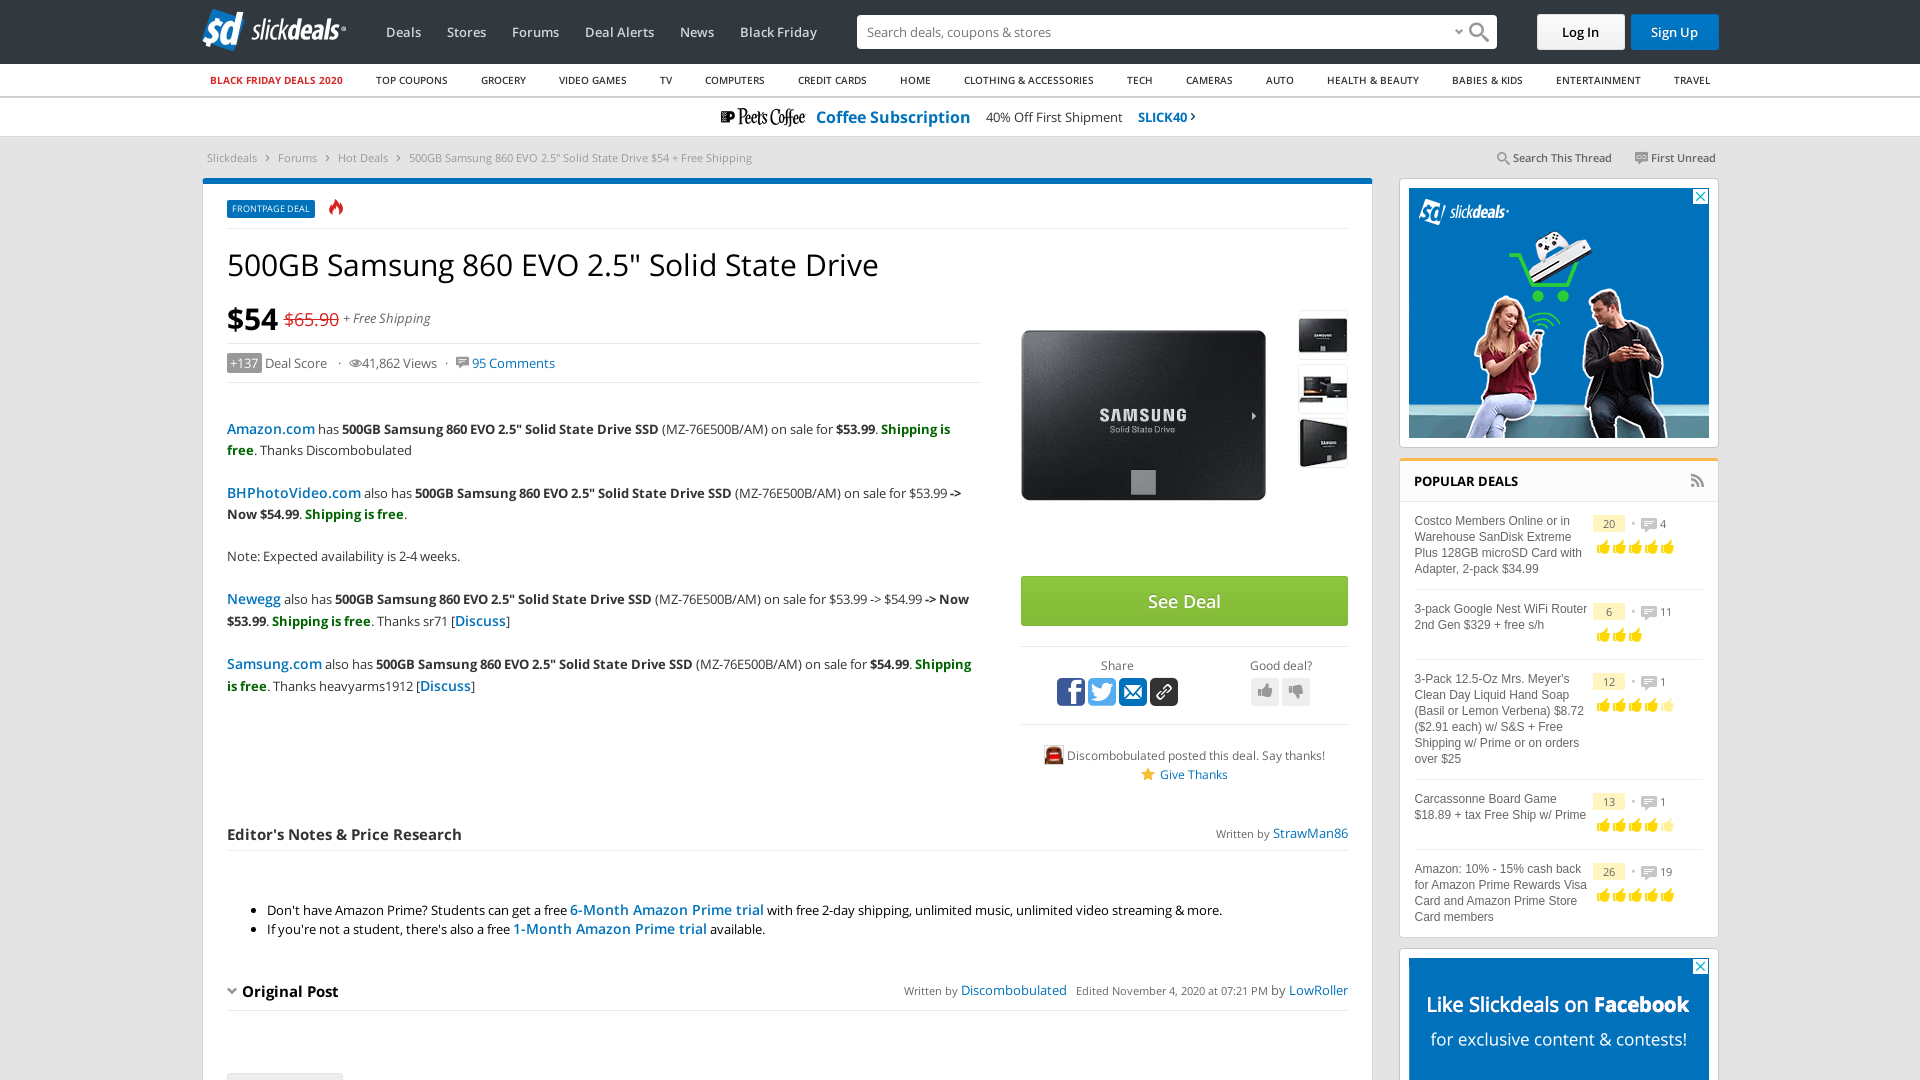 slickdeals
Deals
Stores
Forums
Deal Alerts
News
Black Friday
Search deals, coupons & stores
Log In
Sign Up
BLACK FRIDAY DEALS 2020
TOP COUPONS
GROCERY
VIDEO GAMES
TV
COMPUTERS
CREDIT CARDS
HOME
CLOTHING & ACCESSORIES
TECH
CAMERAS
AUTO
HEALTH & BEAUTY
BABIES & KIDS
ENTERTAINMENT
TRAVEL
Peet's Coffee Coffee Subscription 40% Off First Shipment SLICK40 ›
Slickdeals › Forums › Hot Deals › 500GB Samsung 860 EVO 2.5" Solid State Drive $54 + Free Shipping
Search This Thread
First Unread
FRONTPAGE DEAL
500GB Samsung 860 EVO 2.5" Solid State Drive
$54 $65.90 + Free Shipping
+137 Deal Score · 41,862 Views · 95 Comments
Amazon.com has 500GB Samsung 860 EVO 2.5" Solid State Drive SSD (MZ-76E500B/AM) on sale for $53.99. Shipping is
free. Thanks Discombobulated
BHPhotoVideo.com also has 500GB Samsung 860 EVO 2.5" Solid State Drive SSD (MZ-76E500B/AM) on sale for $53.99 ->
Now $54.99. Shipping is free.
Note: Expected availability is 2-4 weeks.
Newegg also has 500GB Samsung 860 EVO 2.5" Solid State Drive SSD (MZ-76E500B/AM) on sale for $53.99 -> $54.99 -> Now
$53.99. Shipping is free. Thanks sr71 [Discuss]
Samsung.com also has 500GB Samsung 860 EVO 2.5" Solid State Drive SSD (MZ-76E500B/AM) on sale for $54.99. Shipping
is free. Thanks heavyarms1912 [Discuss]
SAMSUNG
Solid State Drive
See Deal
Share
Good deal?
Discombobulated posted this deal. Say thanks!
Give Thanks
Editor's Notes & Price Research
Written by StrawMan86
• Don't have Amazon Prime? Students can get a free 6-Month Amazon Prime trial with free 2-day shipping, unlimited music, unlimited video streaming & more.
• If you're not a student, there's also a free 1-Month Amazon Prime trial available.
Original Post
Written by Discombobulated Edited November 4, 2020 at 07:21 PM by LowRoller
slickdeals
POPULAR DEALS
Costco Members Online or in
Warehouse SanDisk Extreme
Plus 128GB microSD Card with
Adapter, 2-pack $34.99
20 • 4
3-pack Google Nest WiFi Router
2nd Gen $329 + free s/h
6 • 11
3-Pack 12.5-Oz Mrs. Meyer's
Clean Day Liquid Hand Soap
(Basil or Lemon Verbena) $8.72
($2.91 each) w/ S&S + Free
Shipping w/ Prime or on orders
over $25
12 • 1
Carcassonne Board Game
$18.89 + tax Free Ship w/ Prime
13 • 1
Amazon: 10% - 15% cash back
for Amazon Prime Rewards Visa
Card and Amazon Prime Store
Card members
26 • 19
Like Slickdeals on Facebook
for exclusive content & contests!